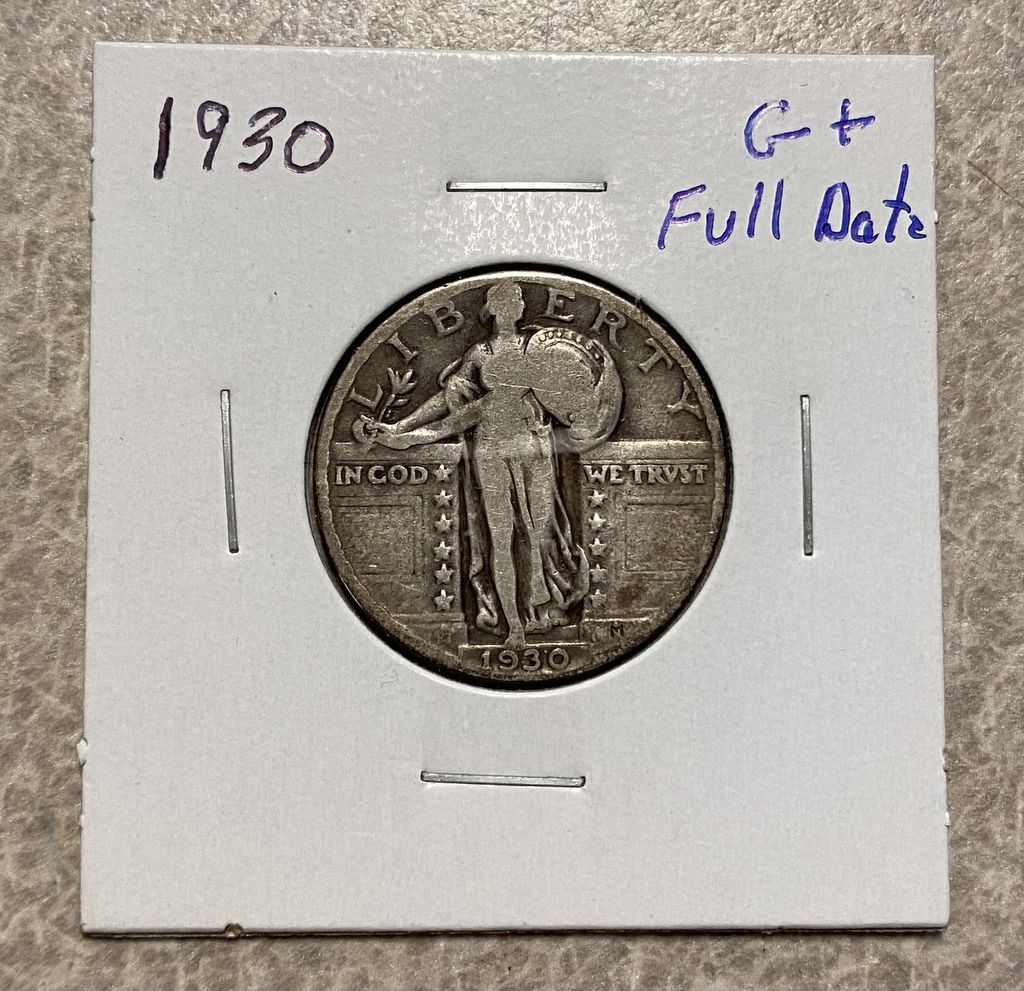 1930
G+
Full Date
LIBERTY
IN GOD WE TRVST
M
1930